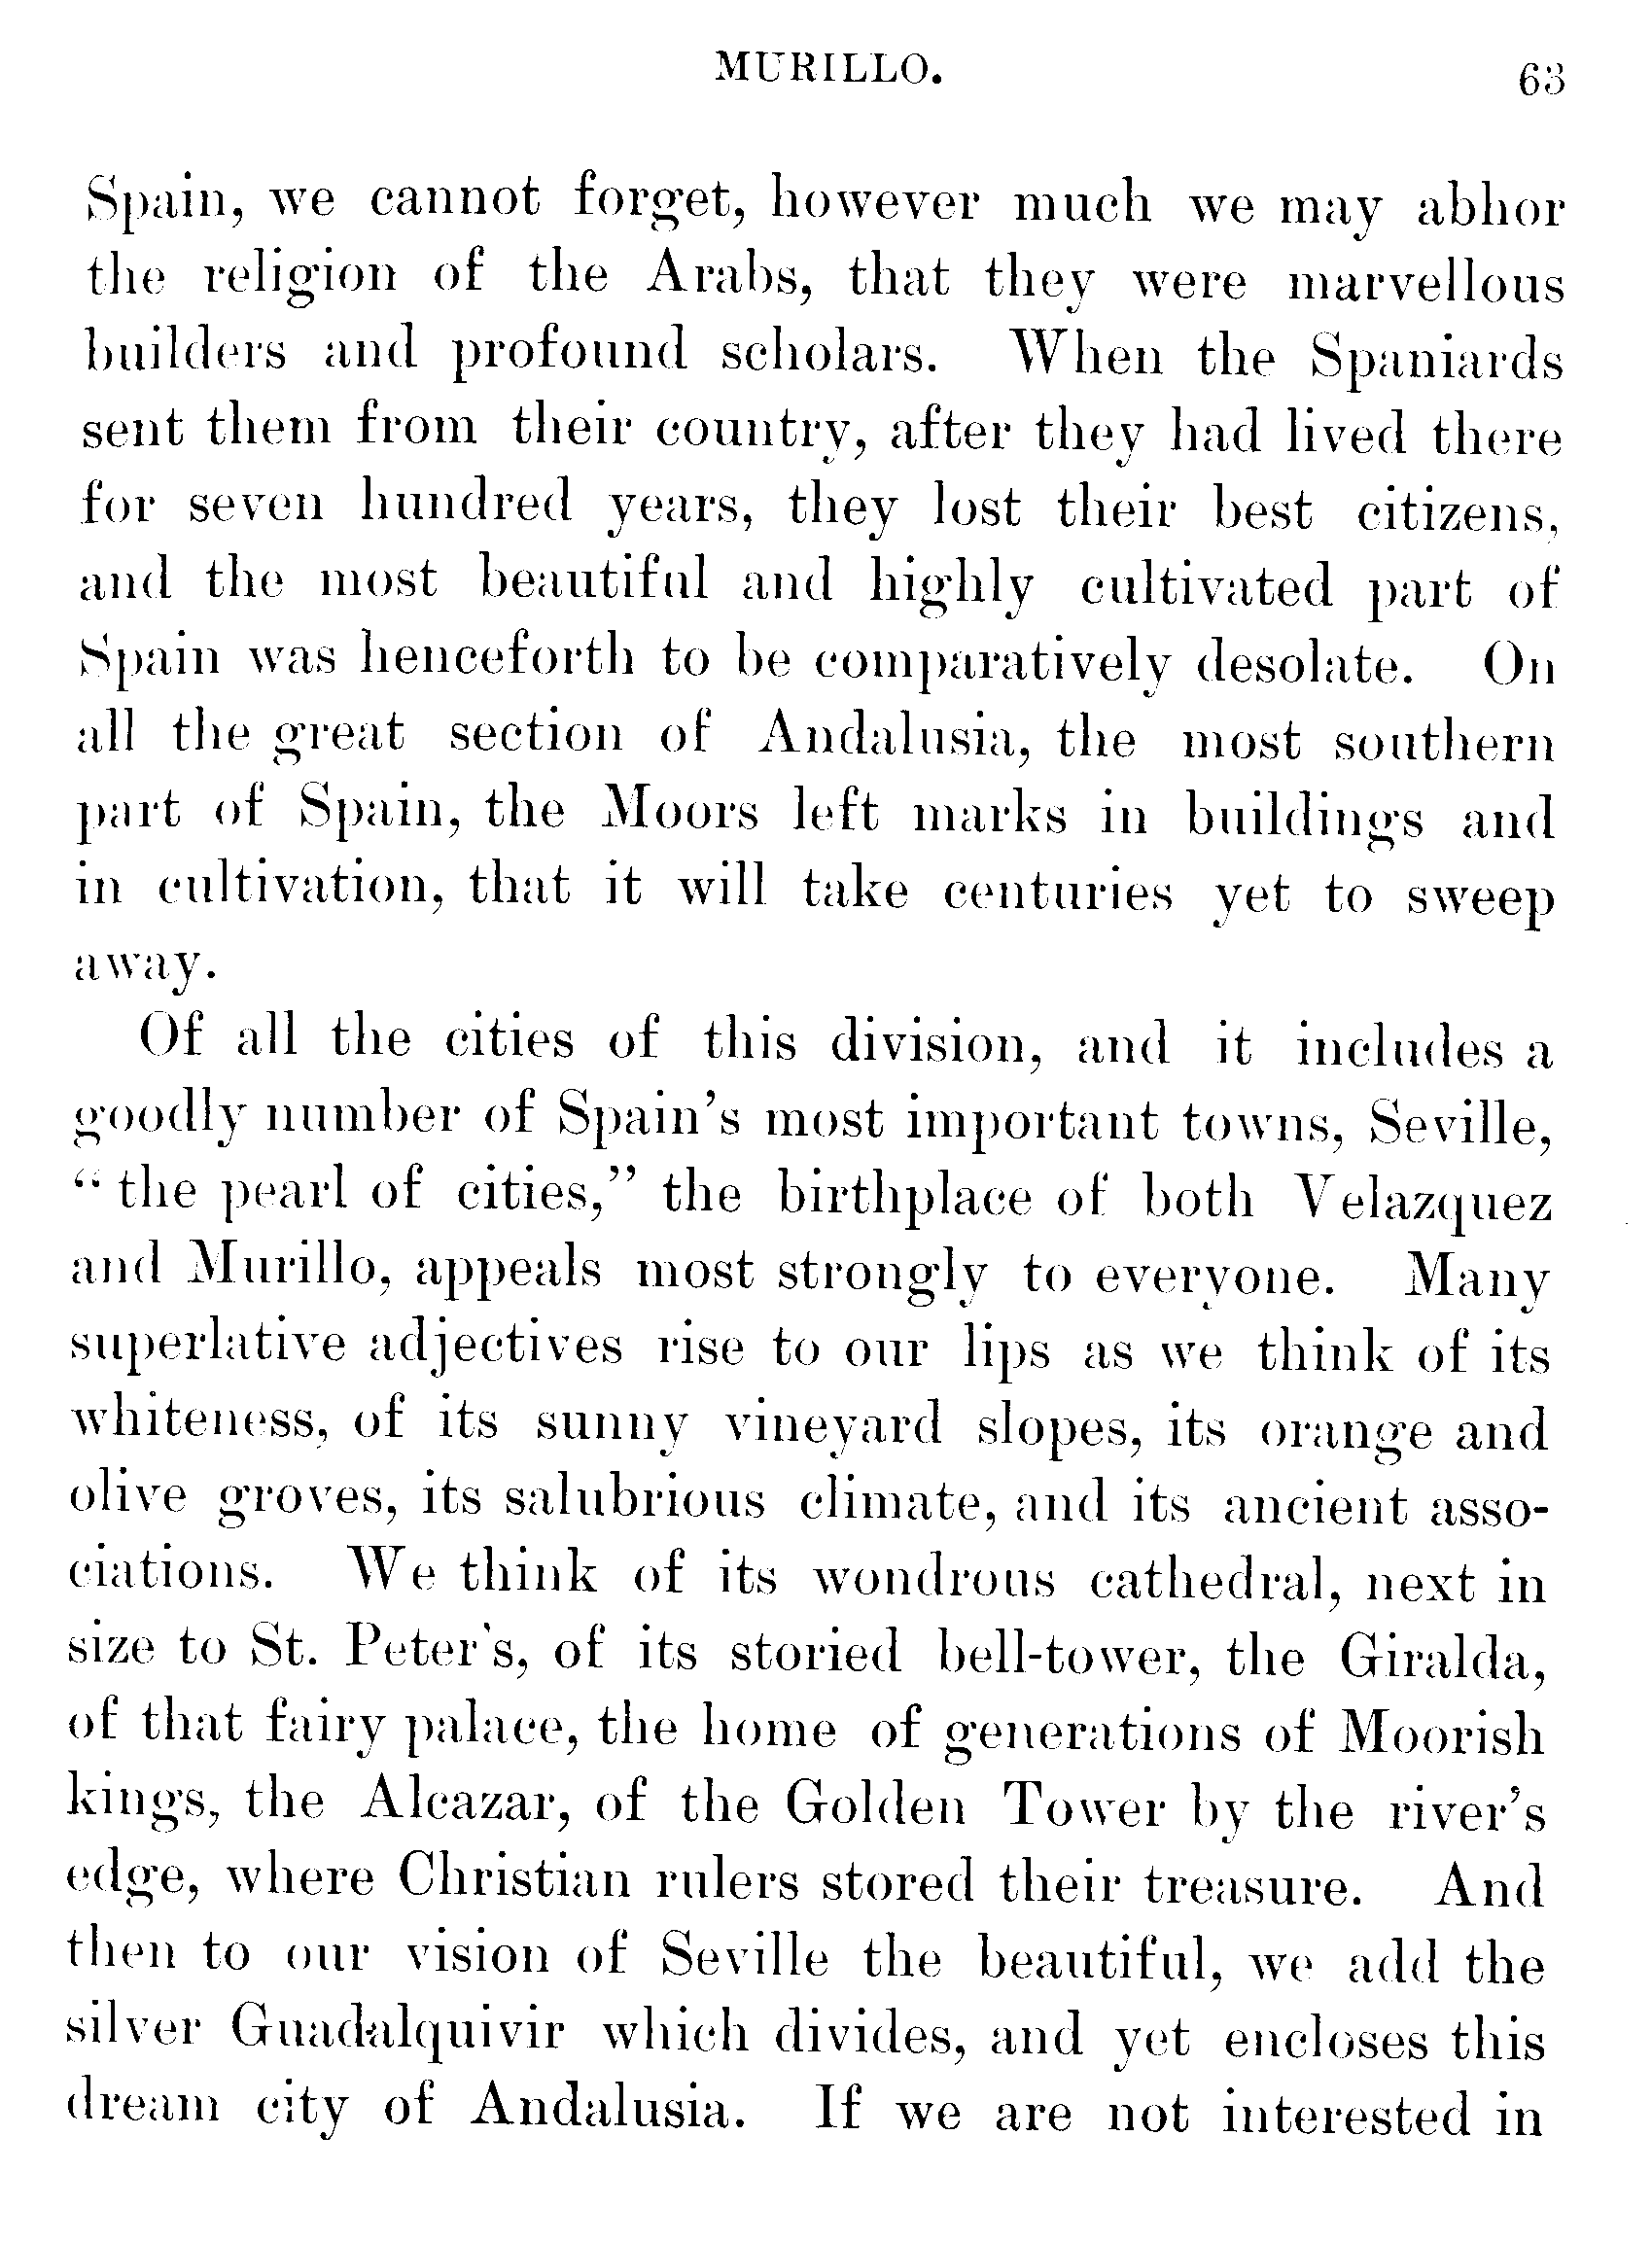 MURILLO.
63
Spain, we cannot forget, however much we may abhor
the religion of the Arabs, that they were marvellous
builders and profound scholars. When the Spaniards
sent them from their country, after they had lived there
for seven hundred years, they lost their best citizens,
and the most beautiful and highly cultivated part of
Spain was henceforth to be comparatively desolate. On
all the great section of Andalusia, the most southern
part of Spain, the Moors left marks in buildings and
in cultivation, that it will take centuries yet to sweep
away.
Of all the cities of this division, and it includes a
goodly number of Spain's most important towns, Seville,
“the pearl of cities,” the birthplace of both Velazquez
and Murillo, appeals most strongly to everyone. Many
superlative adjectives rise to our lips as we think of its
whiteness, of its sunny vineyard slopes, its orange and
olive groves, its salubrious climate, and its ancient asso-
ciations. We think of its wondrous cathedral, next in
size to St. Peter's, of its storied bell-tower, the Giralda,
of that fairy palace, the home of generations of Moorish
kings, the Alcazar, of the Golden Tower by the river's
edge, where Christian rulers stored their treasure. And
then to our vision of Seville the beautiful, we add the
silver Guadalquivir which divides, and yet encloses this
dream city of Andalusia. If we are not interested in